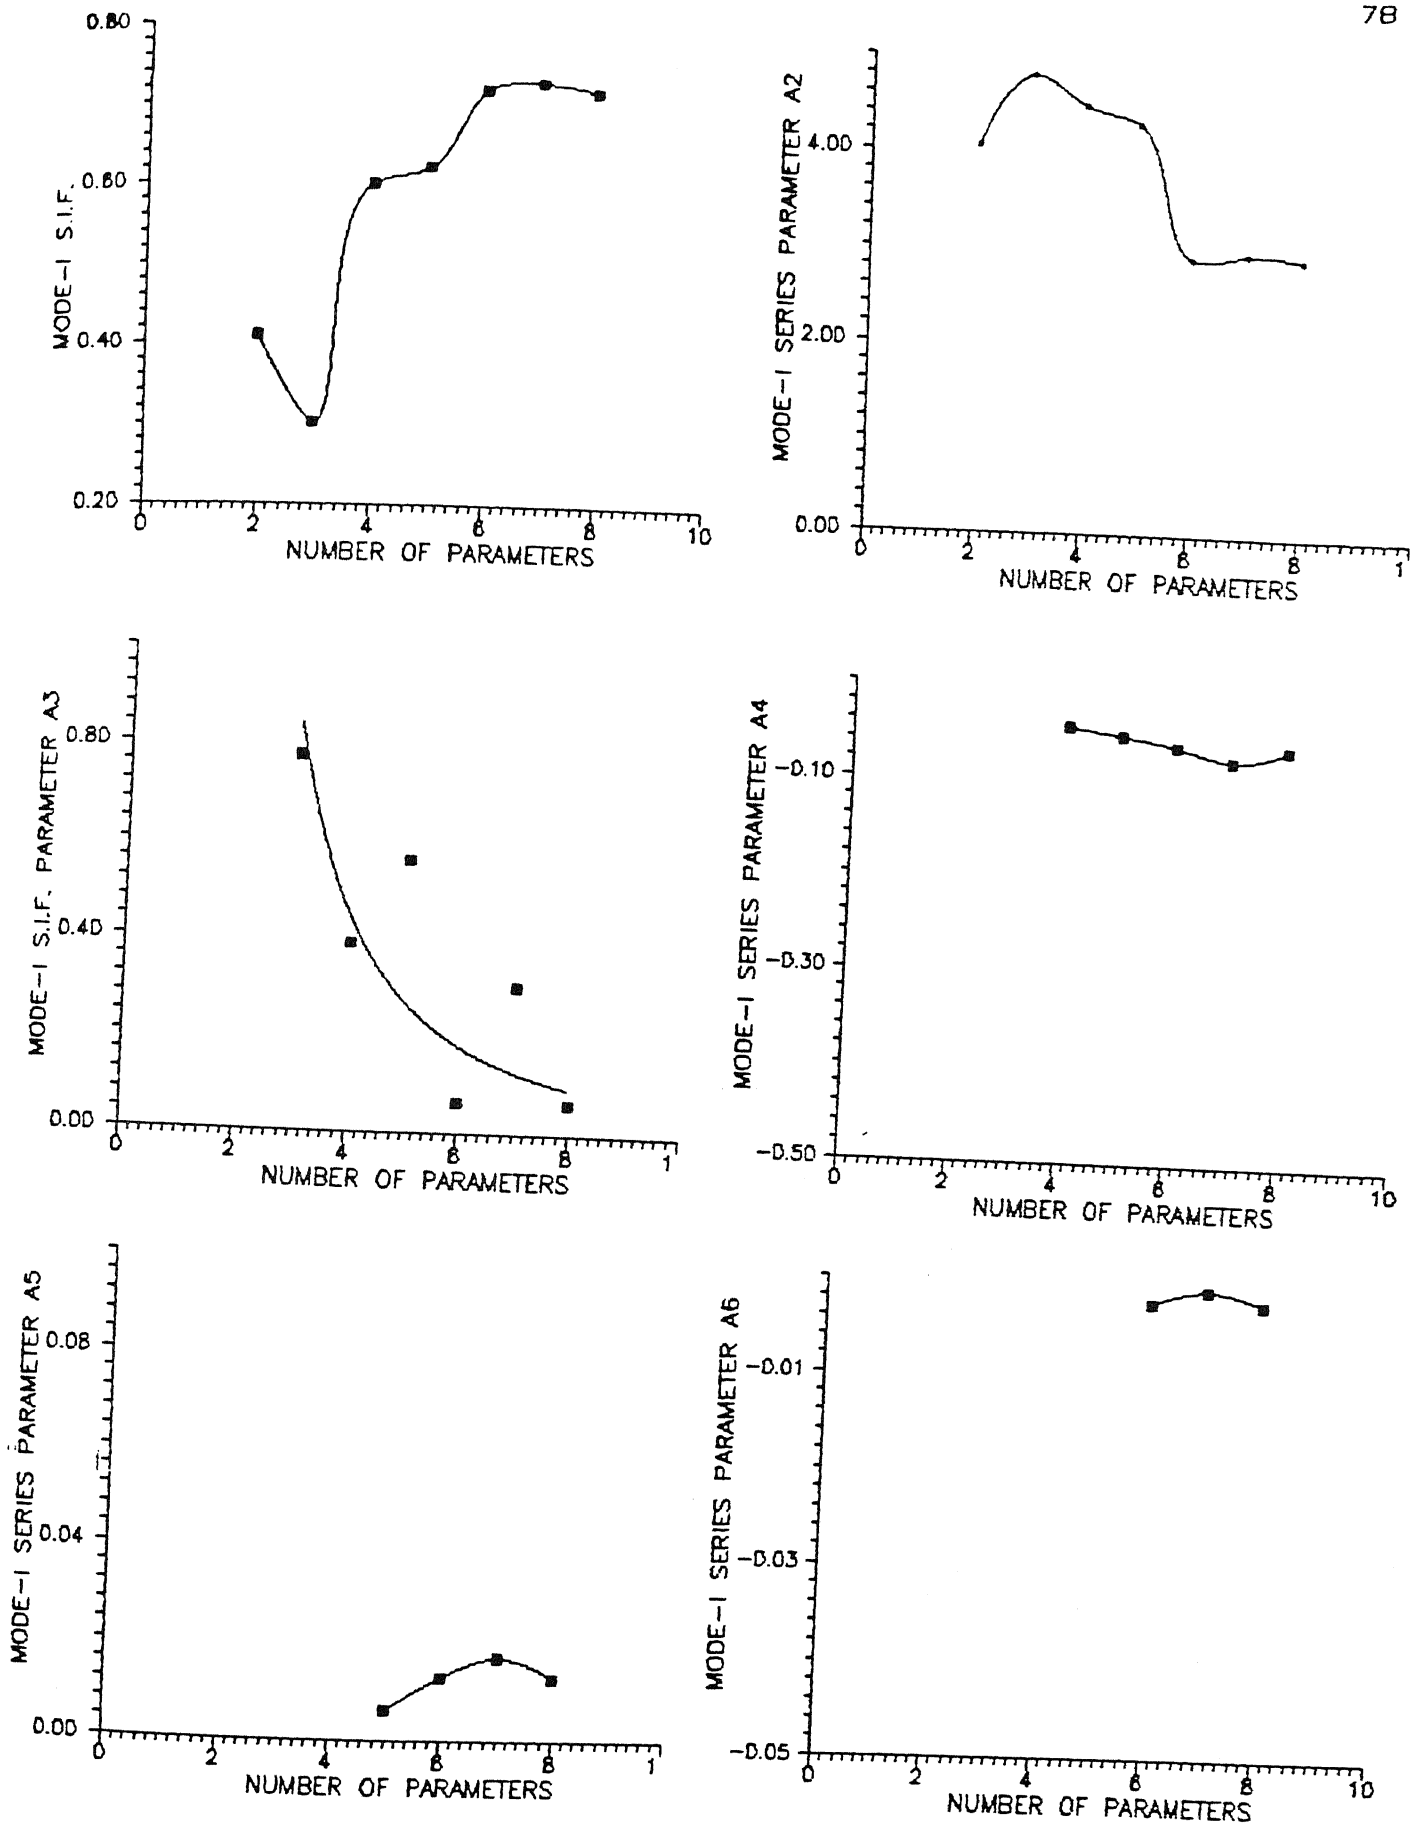 78
0.80
0.60
0.40
0.20
MODE-I S.I.F.
0 2 4 6 8 10
NUMBER OF PARAMETERS
4.00
2.00
0.00
MODE-I SERIES PARAMETER A2
0 2 4 6 8 1
NUMBER OF PARAMETERS
0.80
0.40
0.00
MODE-I S.I.F. PARAMETER A3
0 2 4 6 8 1
NUMBER OF PARAMETERS
-0.10
-0.30
-0.50
MODE-I SERIES PARAMETER A4
0 2 4 6 8 10
NUMBER OF PARAMETERS
0.08
0.04
0.00
MODE-I SERIES PARAMETER A5
0 2 4 6 8 1
NUMBER OF PARAMETERS
-0.01
-0.03
-0.05
MODE-I SERIES PARAMETER A6
0 2 4 6 8 10
NUMBER OF PARAMETERS